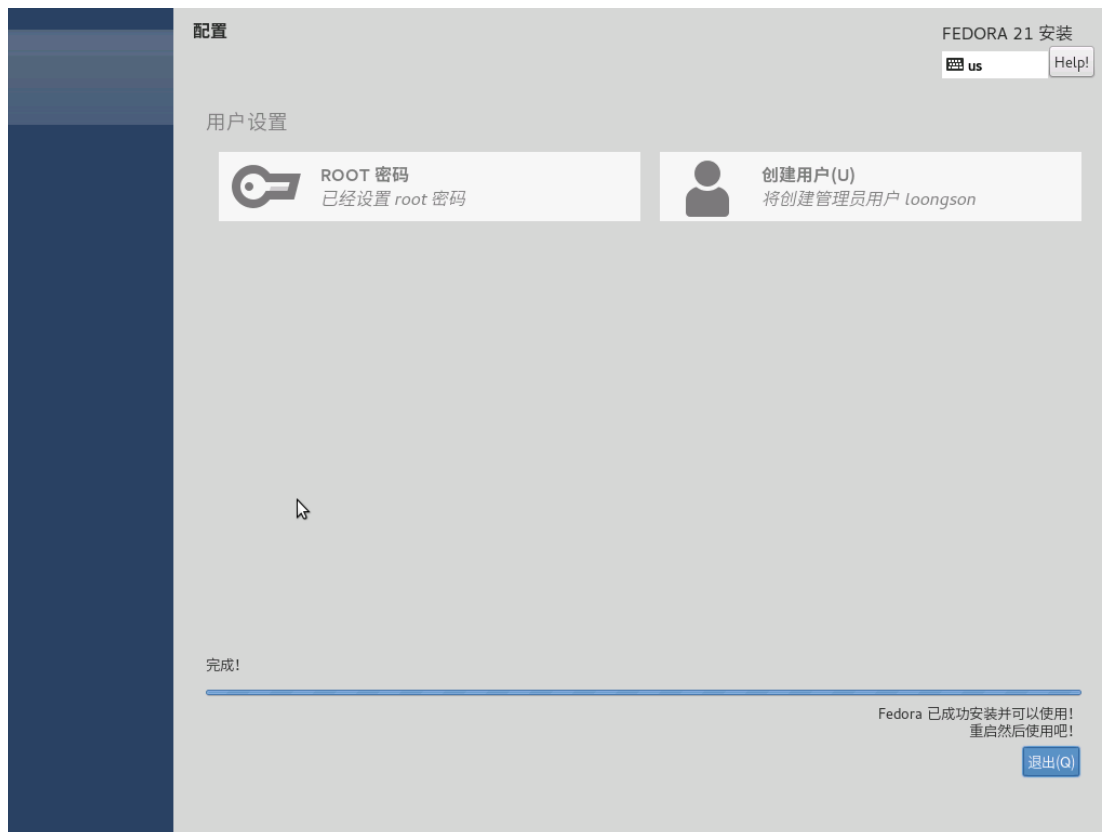 配置
FEDORA 21 安装
us
Help!
用户设置
ROOT 密码
已经设置 root 密码
创建用户(U)
将创建管理员用户 loongson
完成!
Fedora 已成功安装并可以使用!
重启然后使用吧!
退出(Q)